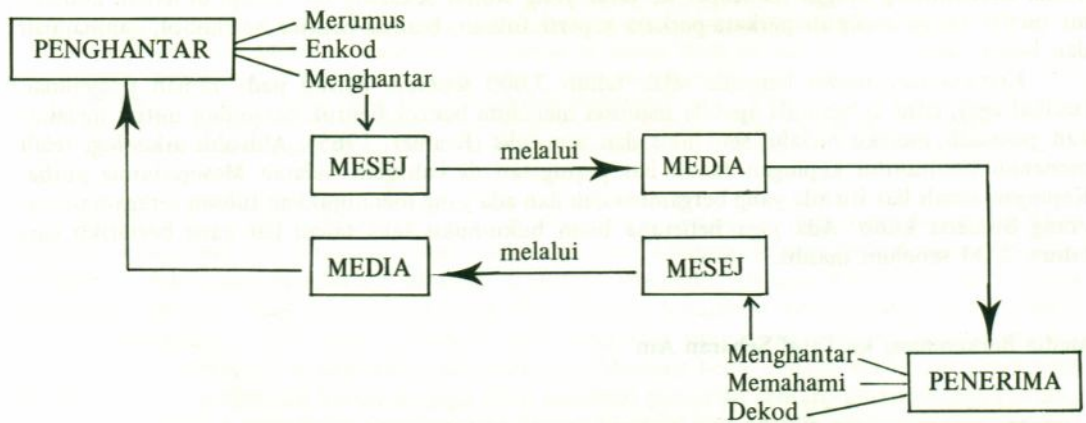 Merumus
PENGHANTAR
Enkod
Menghantar
MESEJ
melalui
MEDIA
MEDIA
melalui
MESEJ
Menghantar
Memahami
PENERIMA
Dekod